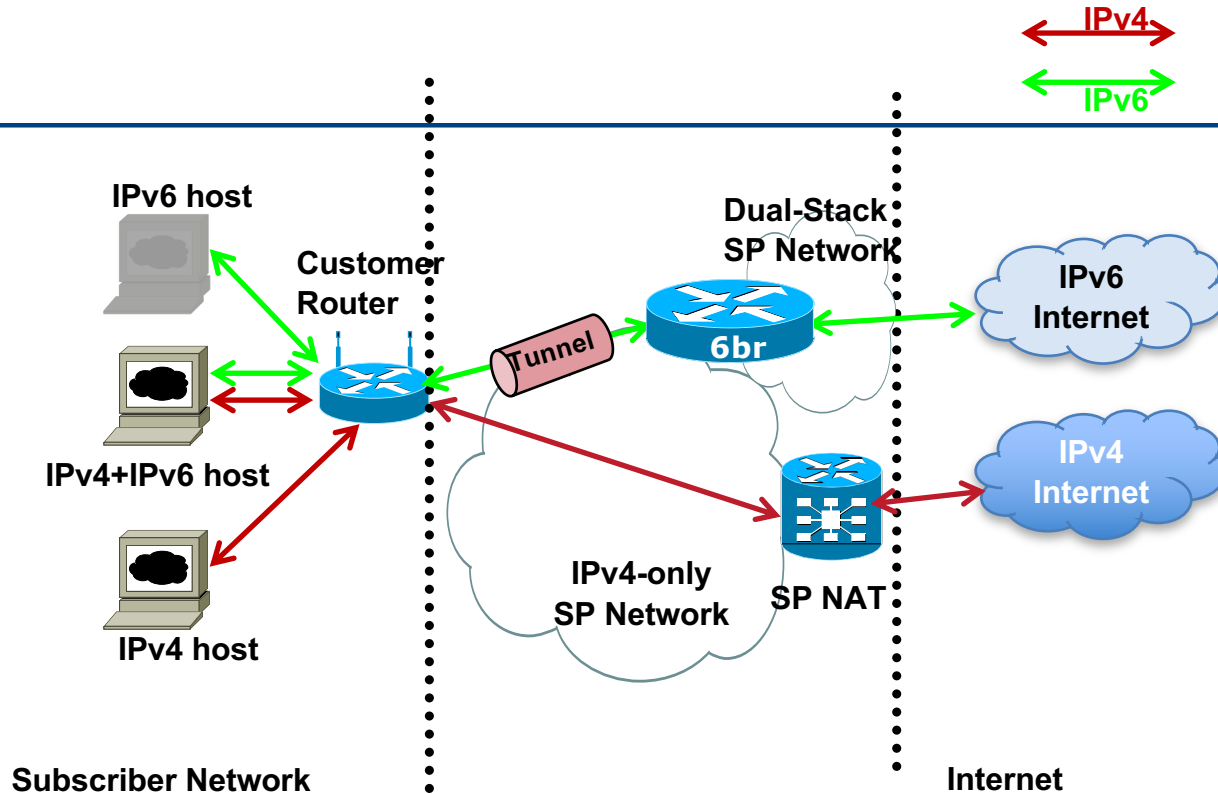 IPv4
IPv6
IPv6 host
Customer
Router
Dual-Stack
SP Network
IPv6
Internet
Tunnel
6br
IPv4+IPv6 host
IPv4
Internet
IPv4-only
SP Network
SP NAT
IPv4 host
Subscriber Network
Internet